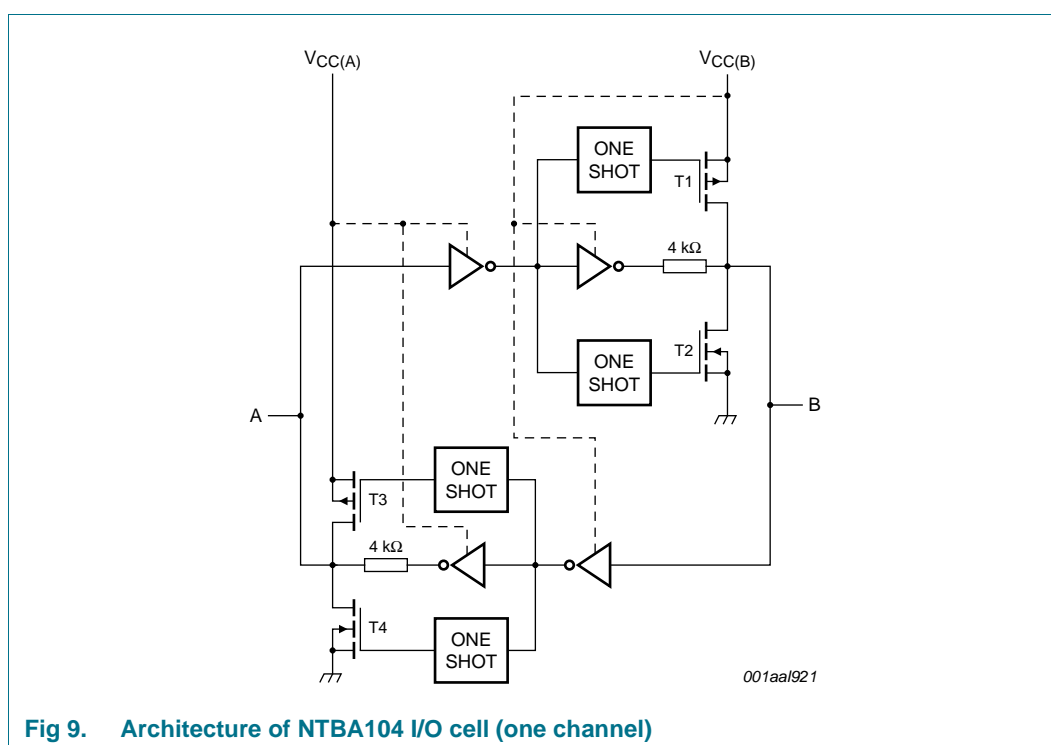 VCC(A)
VCC(B)
ONE
SHOT
T1
4 kΩ
ONE
SHOT
T2
A
B
ONE
SHOT
T3
4 kΩ
T4
ONE
SHOT
001aal921
Fig 9. Architecture of NTBA104 I/O cell (one channel)